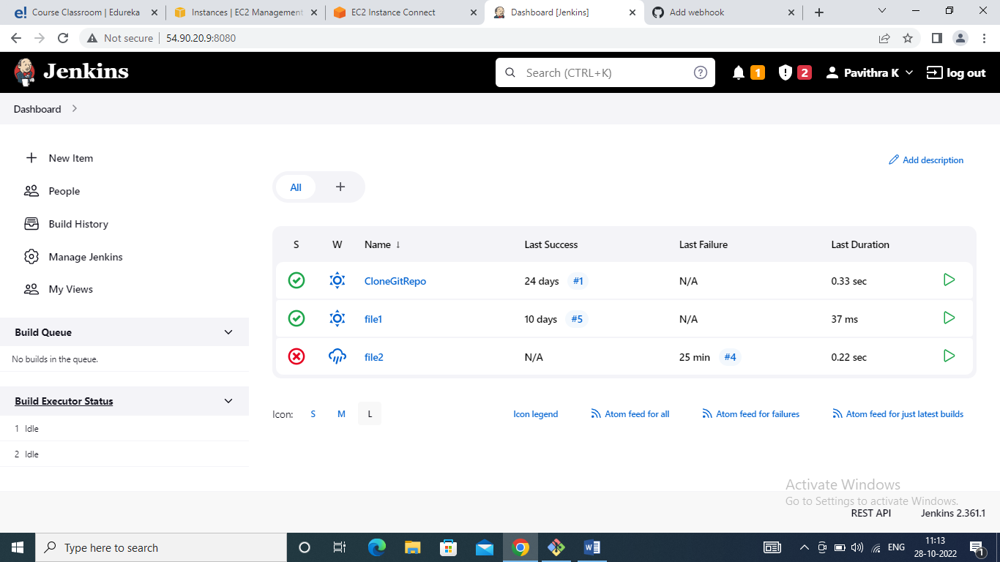 Course Classroom | Edureka
Instances | EC2 Management
EC2 Instance Connect
Dashboard [Jenkins]
Add webhook
Not secure 54.90.20.9:8080
Jenkins
Search (CTRL+K)
1
2
Pavithra K
log out
Dashboard
New Item
People
Build History
Manage Jenkins
My Views
Build Queue
No builds in the queue.
Build Executor Status
1 Idle
2 Idle
Add description
All +
S W Name ↓ Last Success Last Failure Last Duration
CloneGitRepo 24 days #1 N/A 0.33 sec
file1 10 days #5 N/A 37 ms
file2 N/A 25 min #4 0.22 sec
Icon: S M L
Icon legend
Atom feed for all
Atom feed for failures
Atom feed for just latest builds
Activate Windows
Go to Settings to activate Windows.
REST API
Jenkins 2.361.1
Type here to search
ENG
11:13
28-10-2022
1